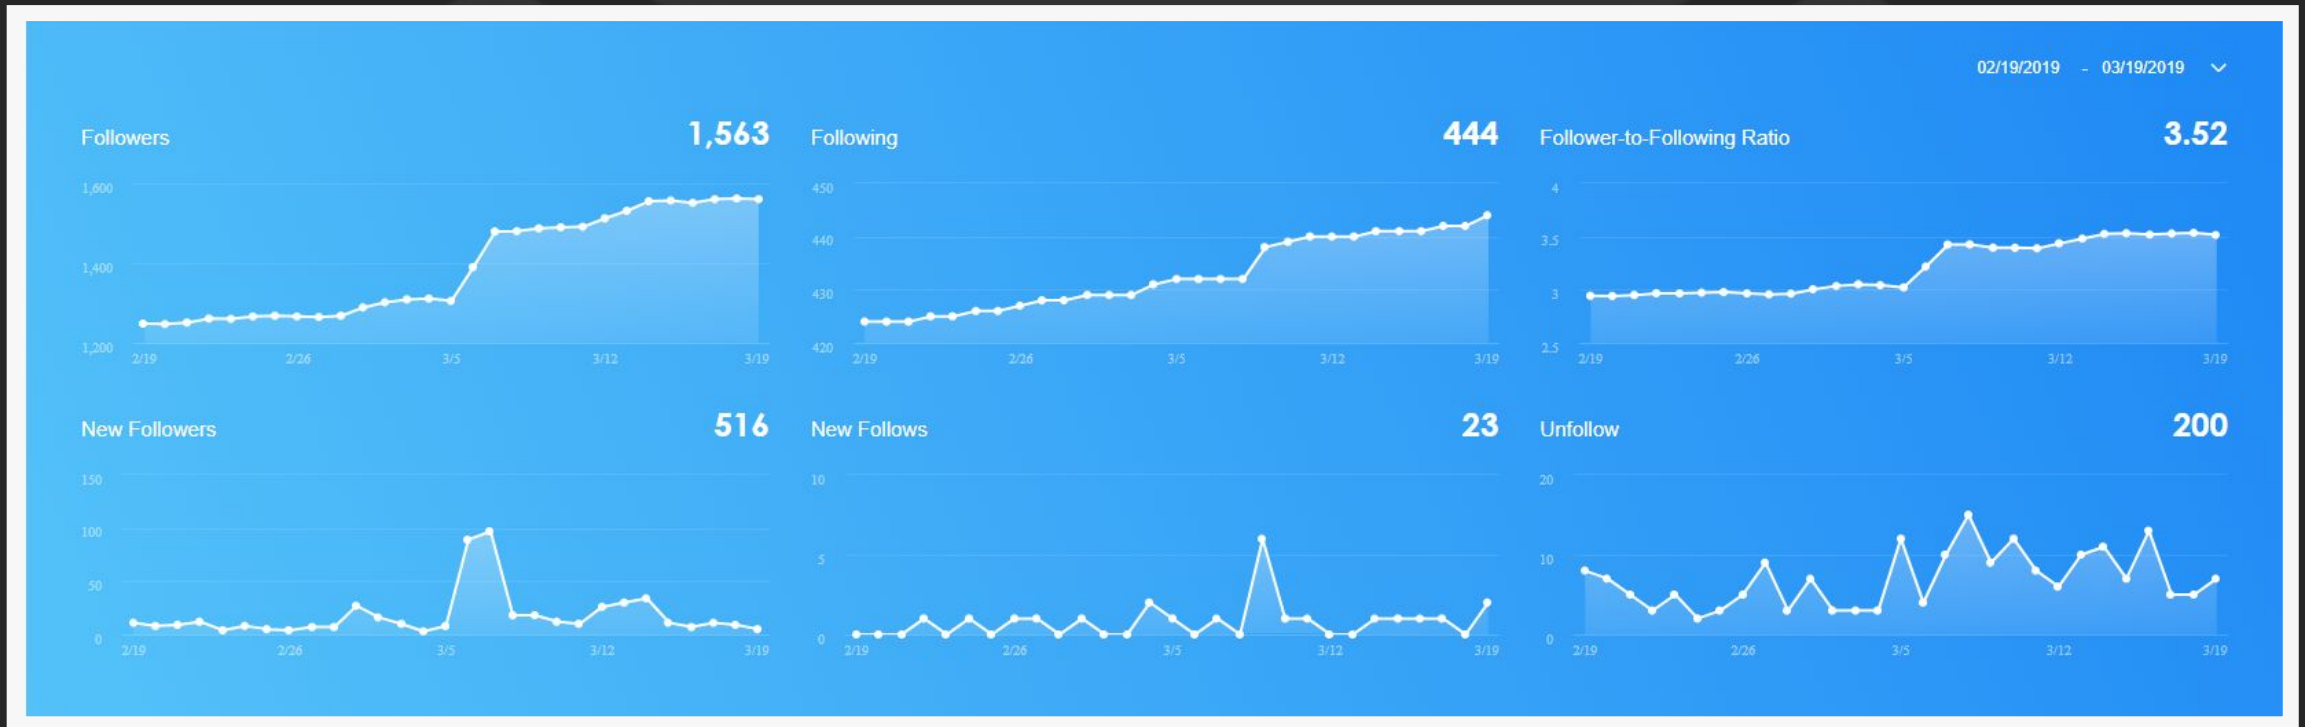 02/19/2019 - 03/19/2019
Followers 1,563
1,600
1,400
1,200
2/19 2/26 3/5 3/12 3/19
Following 444
450
440
430
420
2/19 2/26 3/5 3/12 3/19
Follower-to-Following Ratio 3.52
4
3.5
3
2.5
2/19 2/26 3/5 3/12 3/19
New Followers 516
150
100
50
0
2/19 2/26 3/5 3/12 3/19
New Follows 23
10
5
0
2/19 2/26 3/5 3/12 3/19
Unfollow 200
20
10
0
2/19 2/26 3/5 3/12 3/19